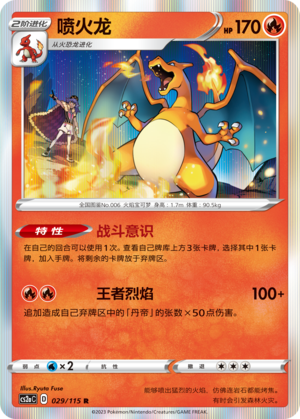 2阶进化
喷火龙
HP 170
从火恐龙进化
全国图鉴No.006 火焰宝可梦 身高：1.7m 体重：90.5kg
特性 战斗意识
在自己的回合可以使用1次。查看自己牌库上方3张卡牌，选择其中1张卡
牌，加入手牌。将剩余的卡牌放于弃牌区。
王者烈焰 100+
追加造成自己弃牌区中的「丹帝」的张数×50点伤害。
弱点 ×2 抵抗力 撤退
Illus. Ryuta Fuse
CS2aC D 029/115 R
能够喷出猛烈的火焰，仿佛连岩石都能烤焦。
有时会引发森林火灾。
©2023 Pokémon/Nintendo/Creatures/GAME FREAK.